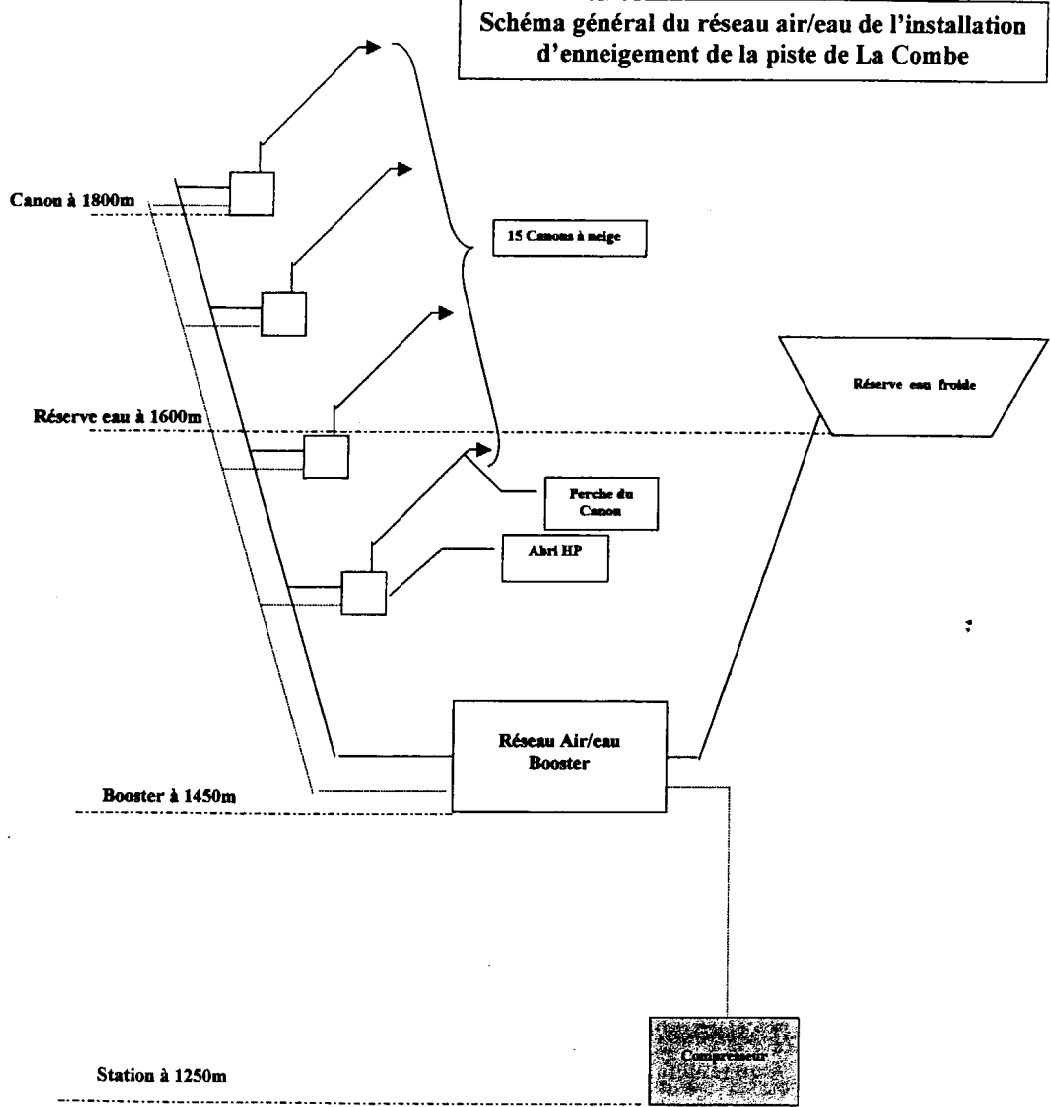 Schéma général du réseau air/eau de l'installation
d'enneigement de la piste de La Combe
Canon à 1800m
15 Canons à neige
Réserve eau froide
Réserve eau à 1600m
Perche du
Canon
Abri HP
Réseau Air/eau
Booster
Booster à 1450m
Compresseur
Station à 1250m